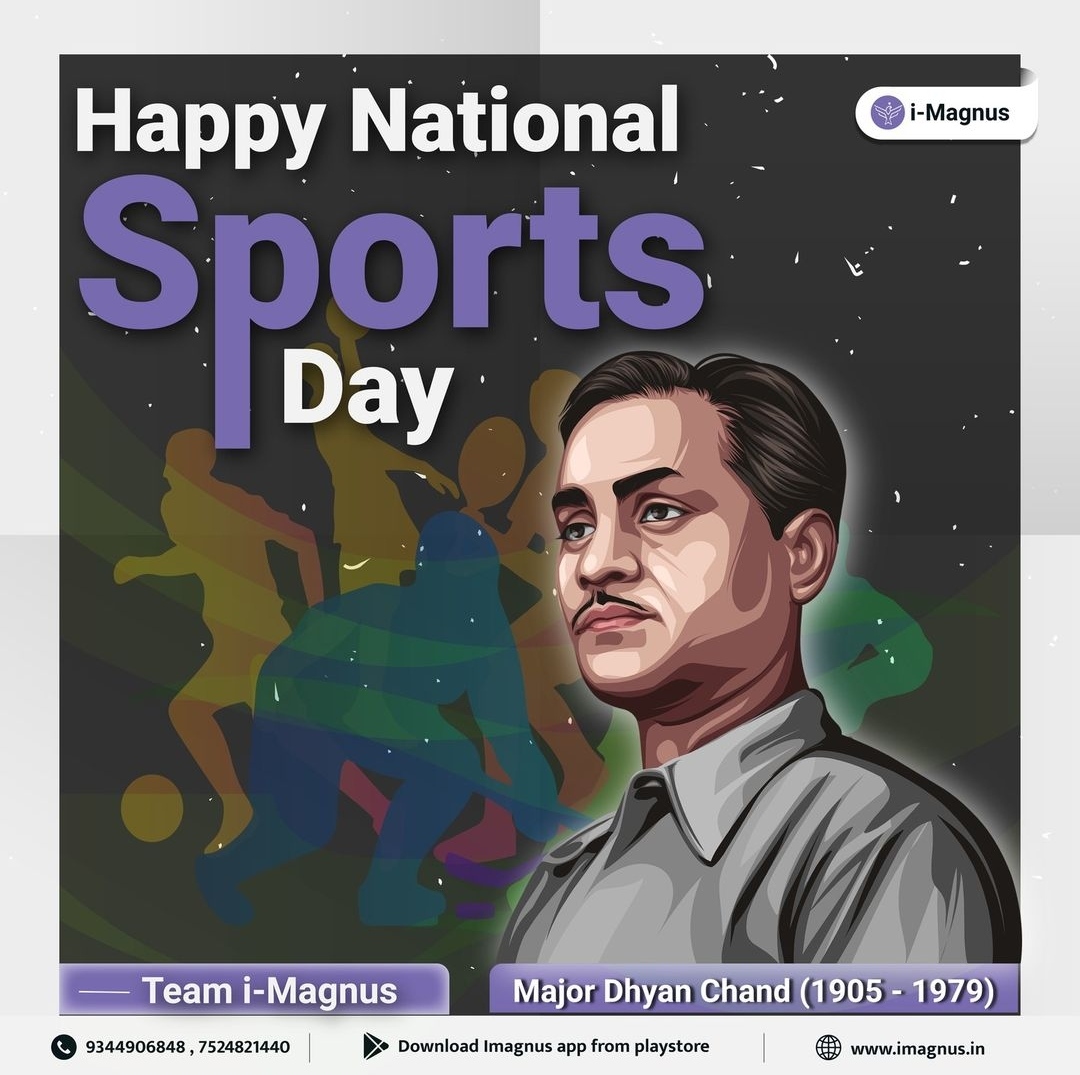 Happy National
i-Magnus
Sports
Day
Team i-Magnus
Major Dhyan Chand (1905 - 1979)
9344906848 , 7524821440
Download Imagnus app from playstore
www.imagnus.in